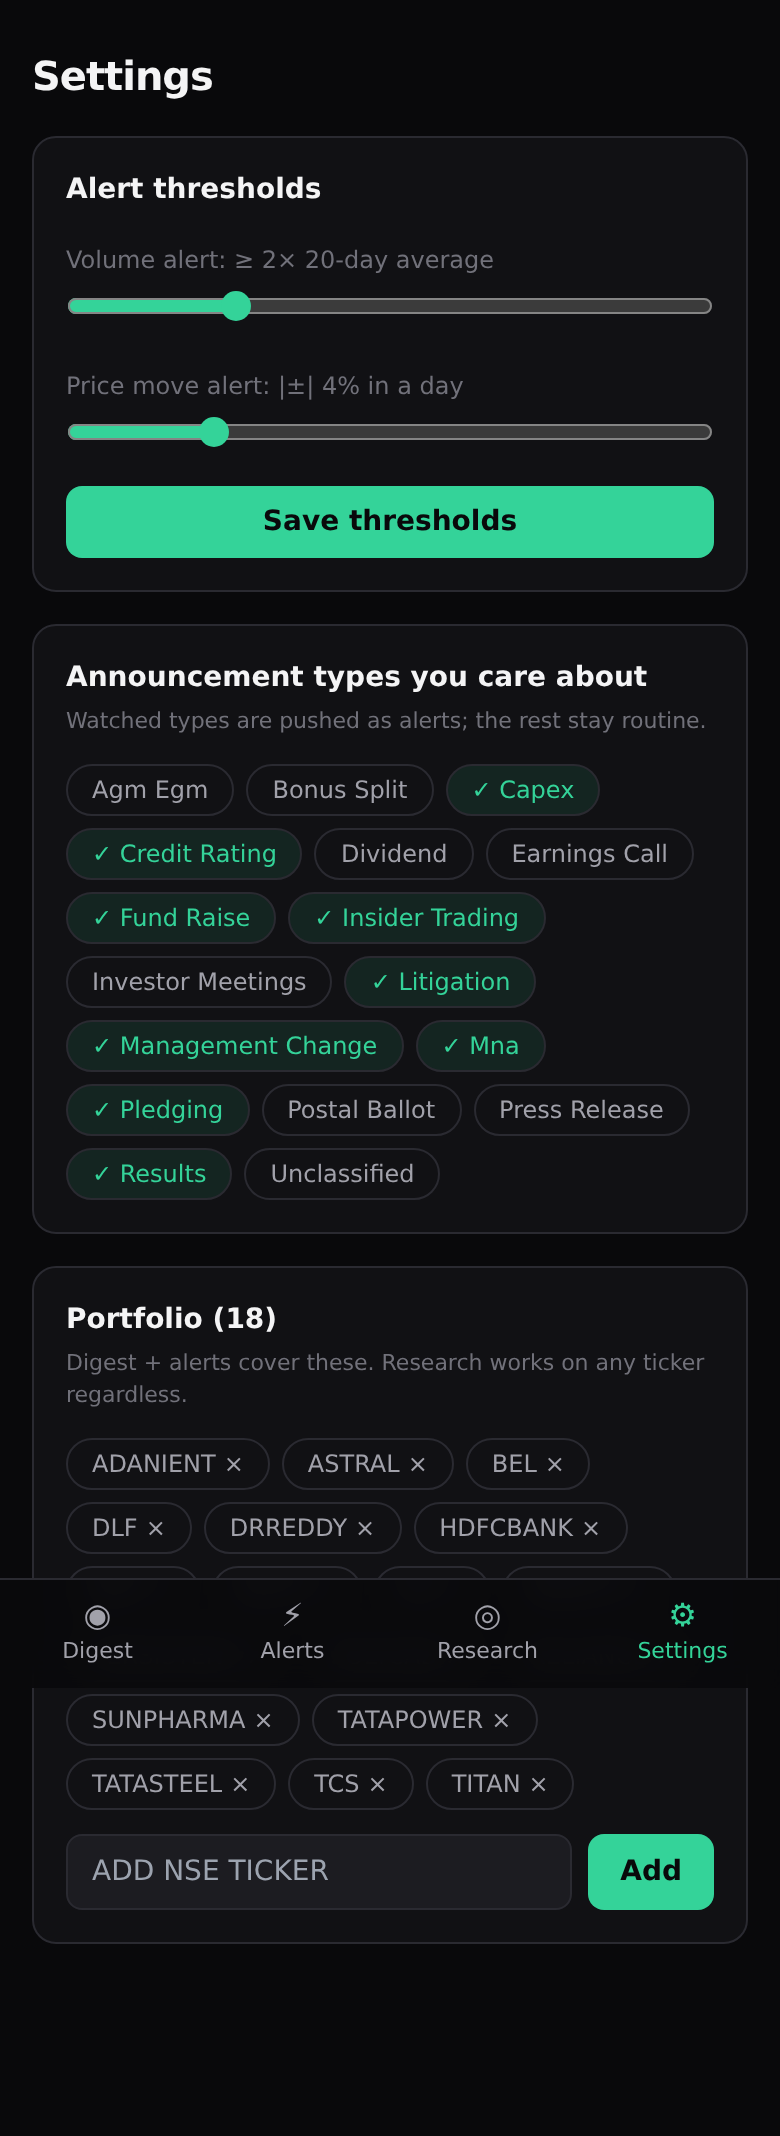 Settings
Alert thresholds
Volume alert: ≥ 2× 20-day average
Price move alert: |±| 4% in a day
Save thresholds
Announcement types you care about
Watched types are pushed as alerts; the rest stay routine.
Agm Egm Bonus Split ✓ Capex
✓ Credit Rating Dividend Earnings Call
✓ Fund Raise ✓ Insider Trading
Investor Meetings ✓ Litigation
✓ Management Change ✓ Mna
✓ Pledging Postal Ballot Press Release
✓ Results Unclassified
Portfolio (18)
Digest + alerts cover these. Research works on any ticker
regardless.
ADANIENT × ASTRAL × BEL ×
DLF × DRREDDY × HDFCBANK ×
Digest Alerts Research Settings
SUNPHARMA × TATAPOWER ×
TATASTEEL × TCS × TITAN ×
ADD NSE TICKER Add